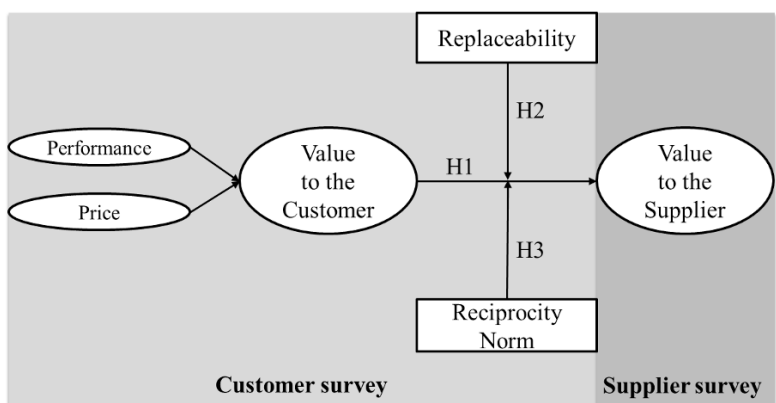 Replaceability
H2
Performance
Price
Value
to the
Customer
H1
Value
to the
Supplier
H3
Reciprocity
Norm
Customer survey
Supplier survey